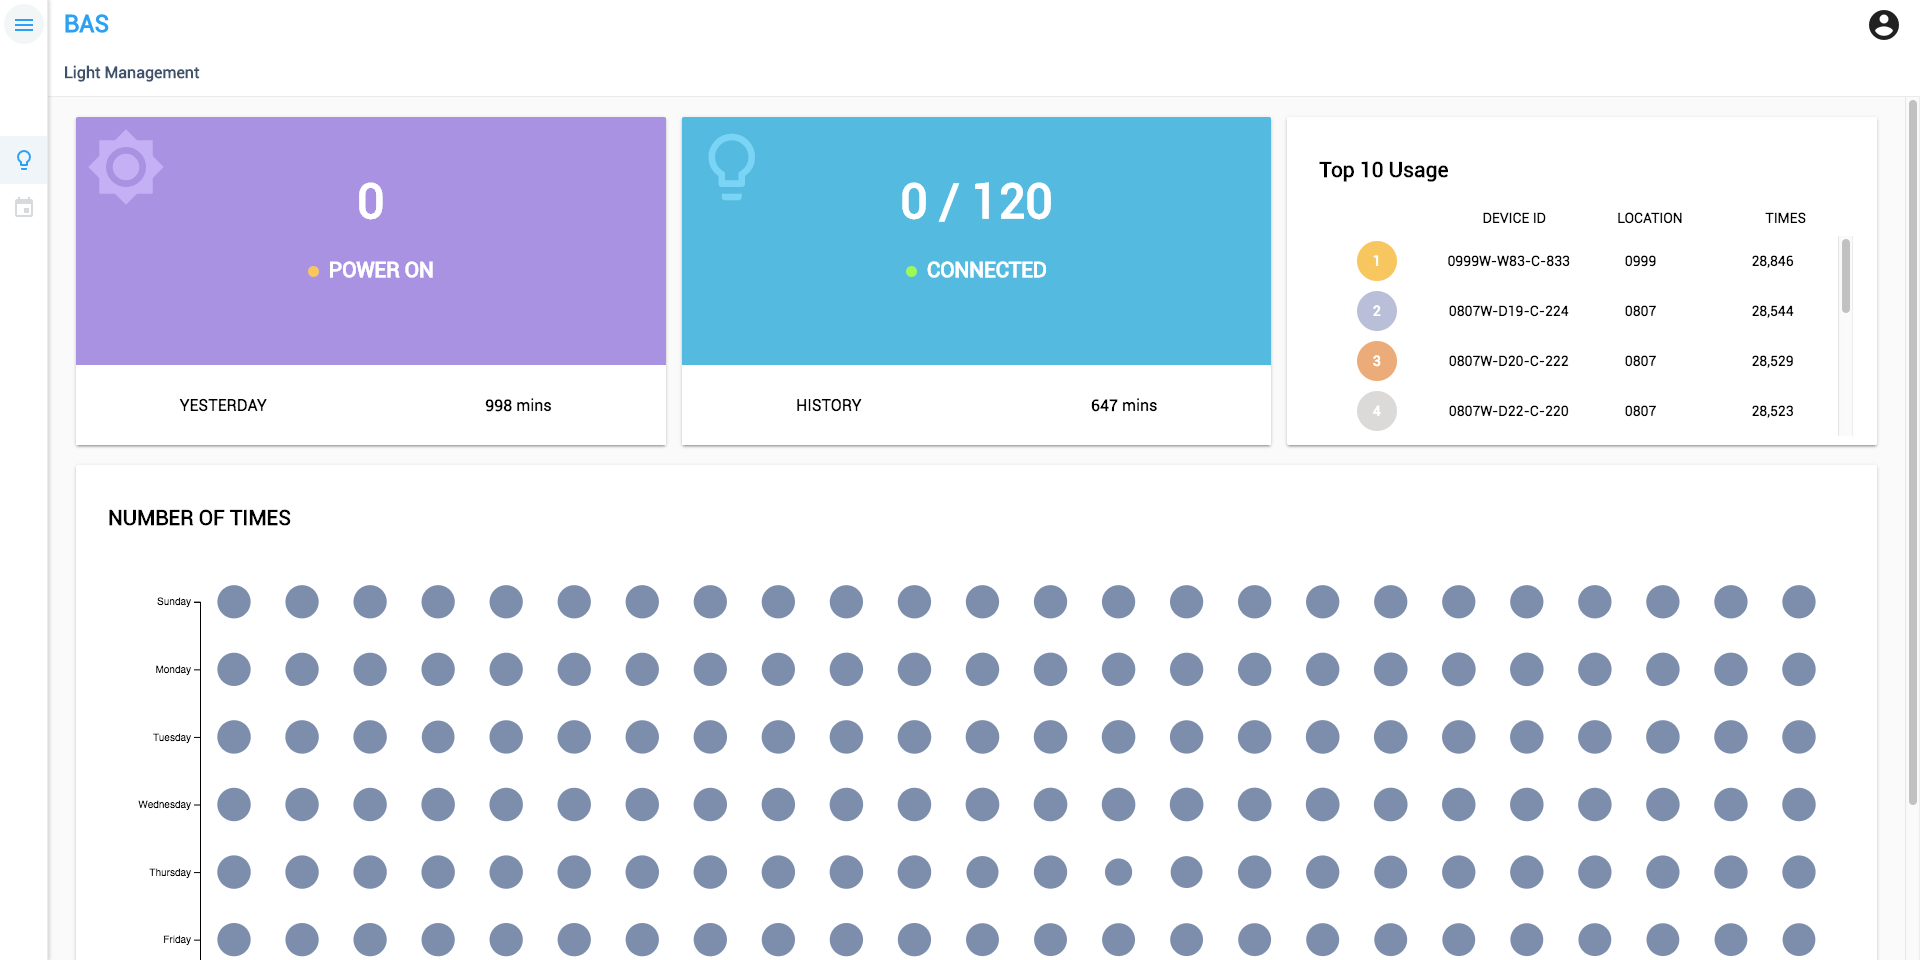 BAS
Light Management
0
POWER ON
YESTERDAY 998 mins
0 / 120
CONNECTED
HISTORY 647 mins
Top 10 Usage
DEVICE ID LOCATION TIMES
1 0999W-W83-C-833 0999 28,846
2 0807W-D19-C-224 0807 28,544
3 0807W-D20-C-222 0807 28,529
4 0807W-D22-C-220 0807 28,523
NUMBER OF TIMES
Sunday
Monday
Tuesday
Wednesday
Thursday
Friday